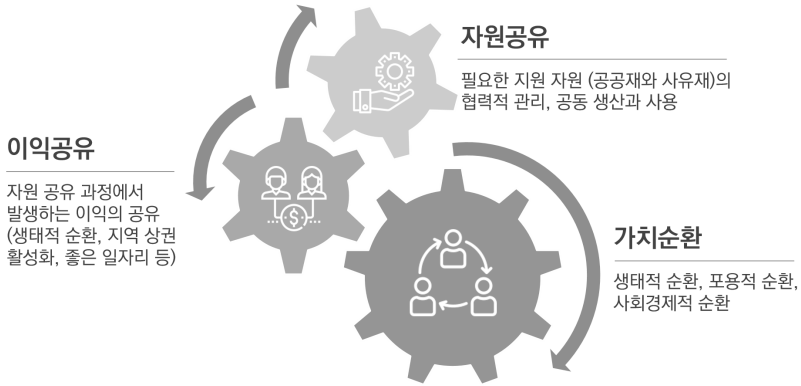 자원공유
필요한 지원 자원 (공공재와 사유재)의
협력적 관리, 공동 생산과 사용
이익공유
자원 공유 과정에서
발생하는 이익의 공유
(생태적 순환, 지역 상권
활성화, 좋은 일자리 등)
$
가치순환
생태적 순환, 포용적 순환,
사회경제적 순환